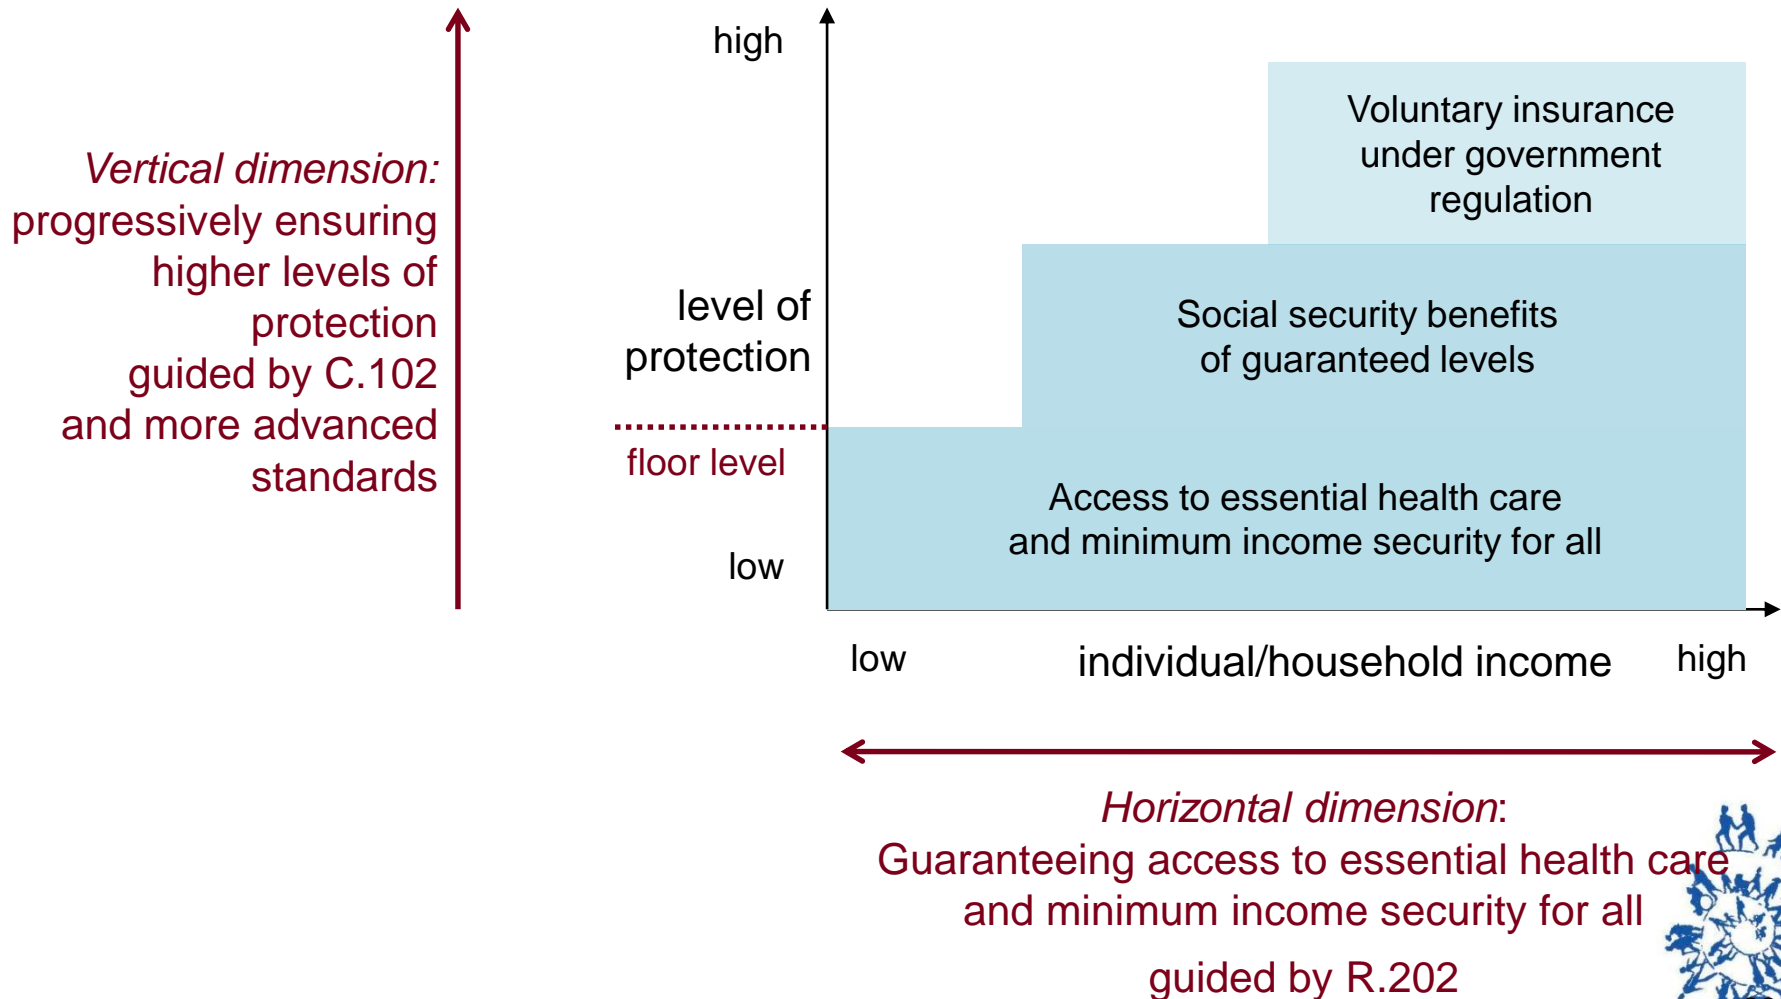 high
Voluntary insurance
under government
regulation
Vertical dimension:
progressively ensuring
higher levels of
protection
guided by C.102
and more advanced
standards
level of
protection
Social security benefits
of guaranteed levels
floor level
Access to essential health care
and minimum income security for all
low
low
individual/household income
high
Horizontal dimension:
Guaranteeing access to essential health care
and minimum income security for all
guided by R.202